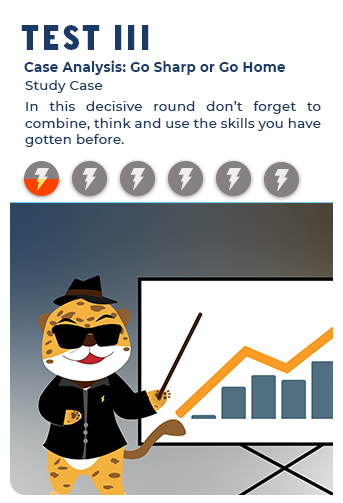 TEST III
Case Analysis: Go Sharp or Go Home
Study Case
In this decisive round don’t forget to
combine, think and use the skills you have
gotten before.